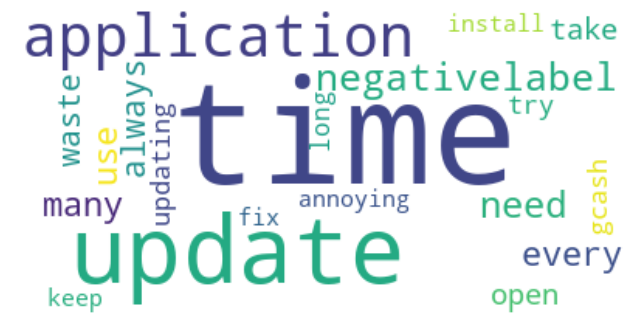 install
application
take
negativelabel
time
waste
always
long
try
use
updating
gcash
many
annoying
need
fix
update
every
keep
open